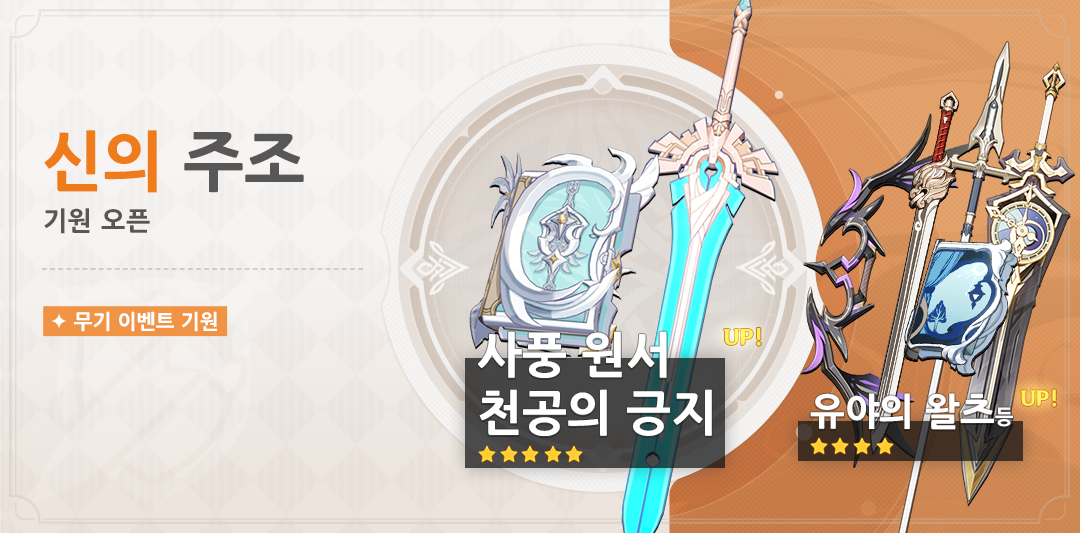 신의 주조
기원 오픈
✦ 무기 이벤트 기원
사풍 원서
천공의 긍지
UP!
유야의 왈츠등
UP!